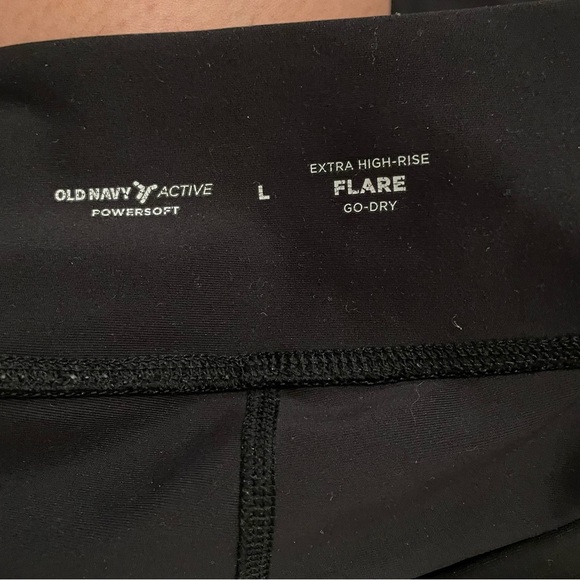 OLD NAVY ACTIVE
POWERSOFT
L
EXTRA HIGH-RISE
FLARE
GO-DRY